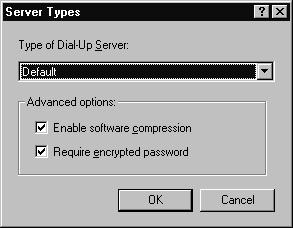 Server Types
Type of Dial-Up Server:
Default
Advanced options:
Enable software compression
Require encrypted password
OK Cancel